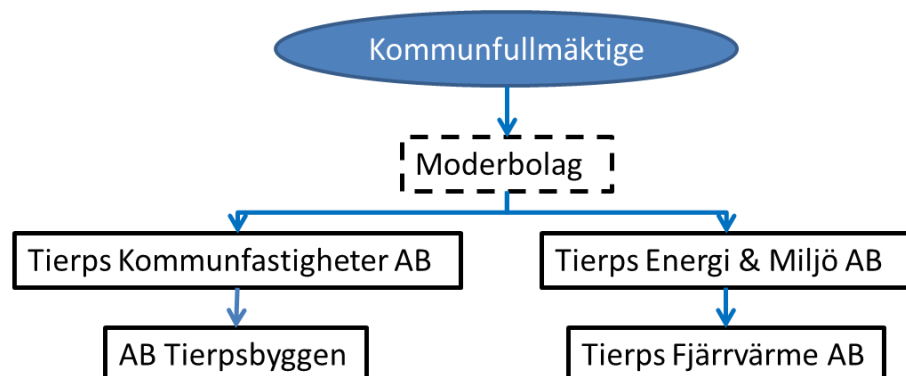 Kommunfullmäktige
Moderbolag
Tierps Kommunfastigheter AB
Tierps Energi & Miljö AB
AB Tierpsbyggen
Tierps Fjärrvärme AB